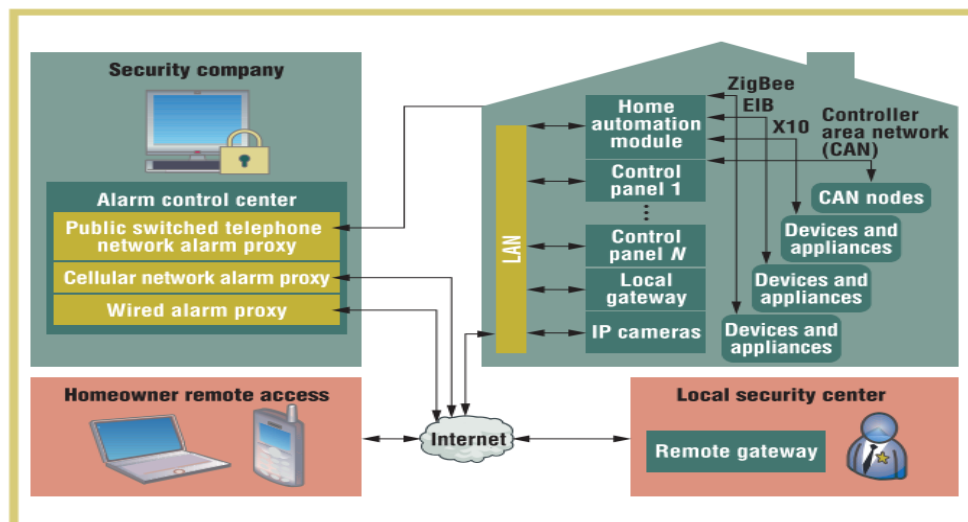 Security company
Alarm control center
Public switched telephone
network alarm proxy
Cellular network alarm proxy
Wired alarm proxy
LAN
Home
automation
module
Control
panel 1
Control
panel N
Local
gateway
IP cameras
ZigBee
EIB
X10
Controller
area network
(CAN)
CAN nodes
Devices and
appliances
Devices and
appliances
Devices and
appliances
Homeowner remote access
Internet
Local security center
Remote gateway